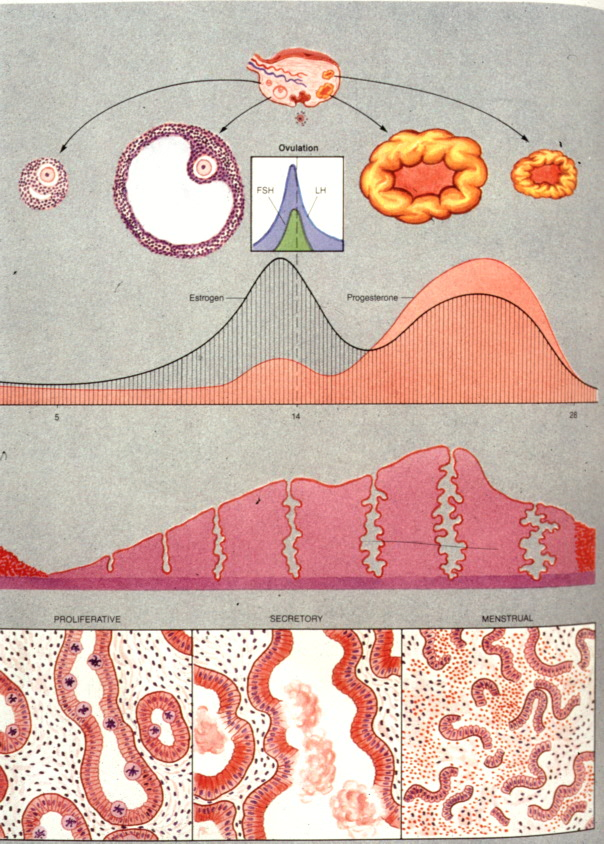 Ovulation
FSH
LH
Estrogen
Progesterone
5
14
28
PROLIFERATIVE
SECRETORY
MENSTRUAL